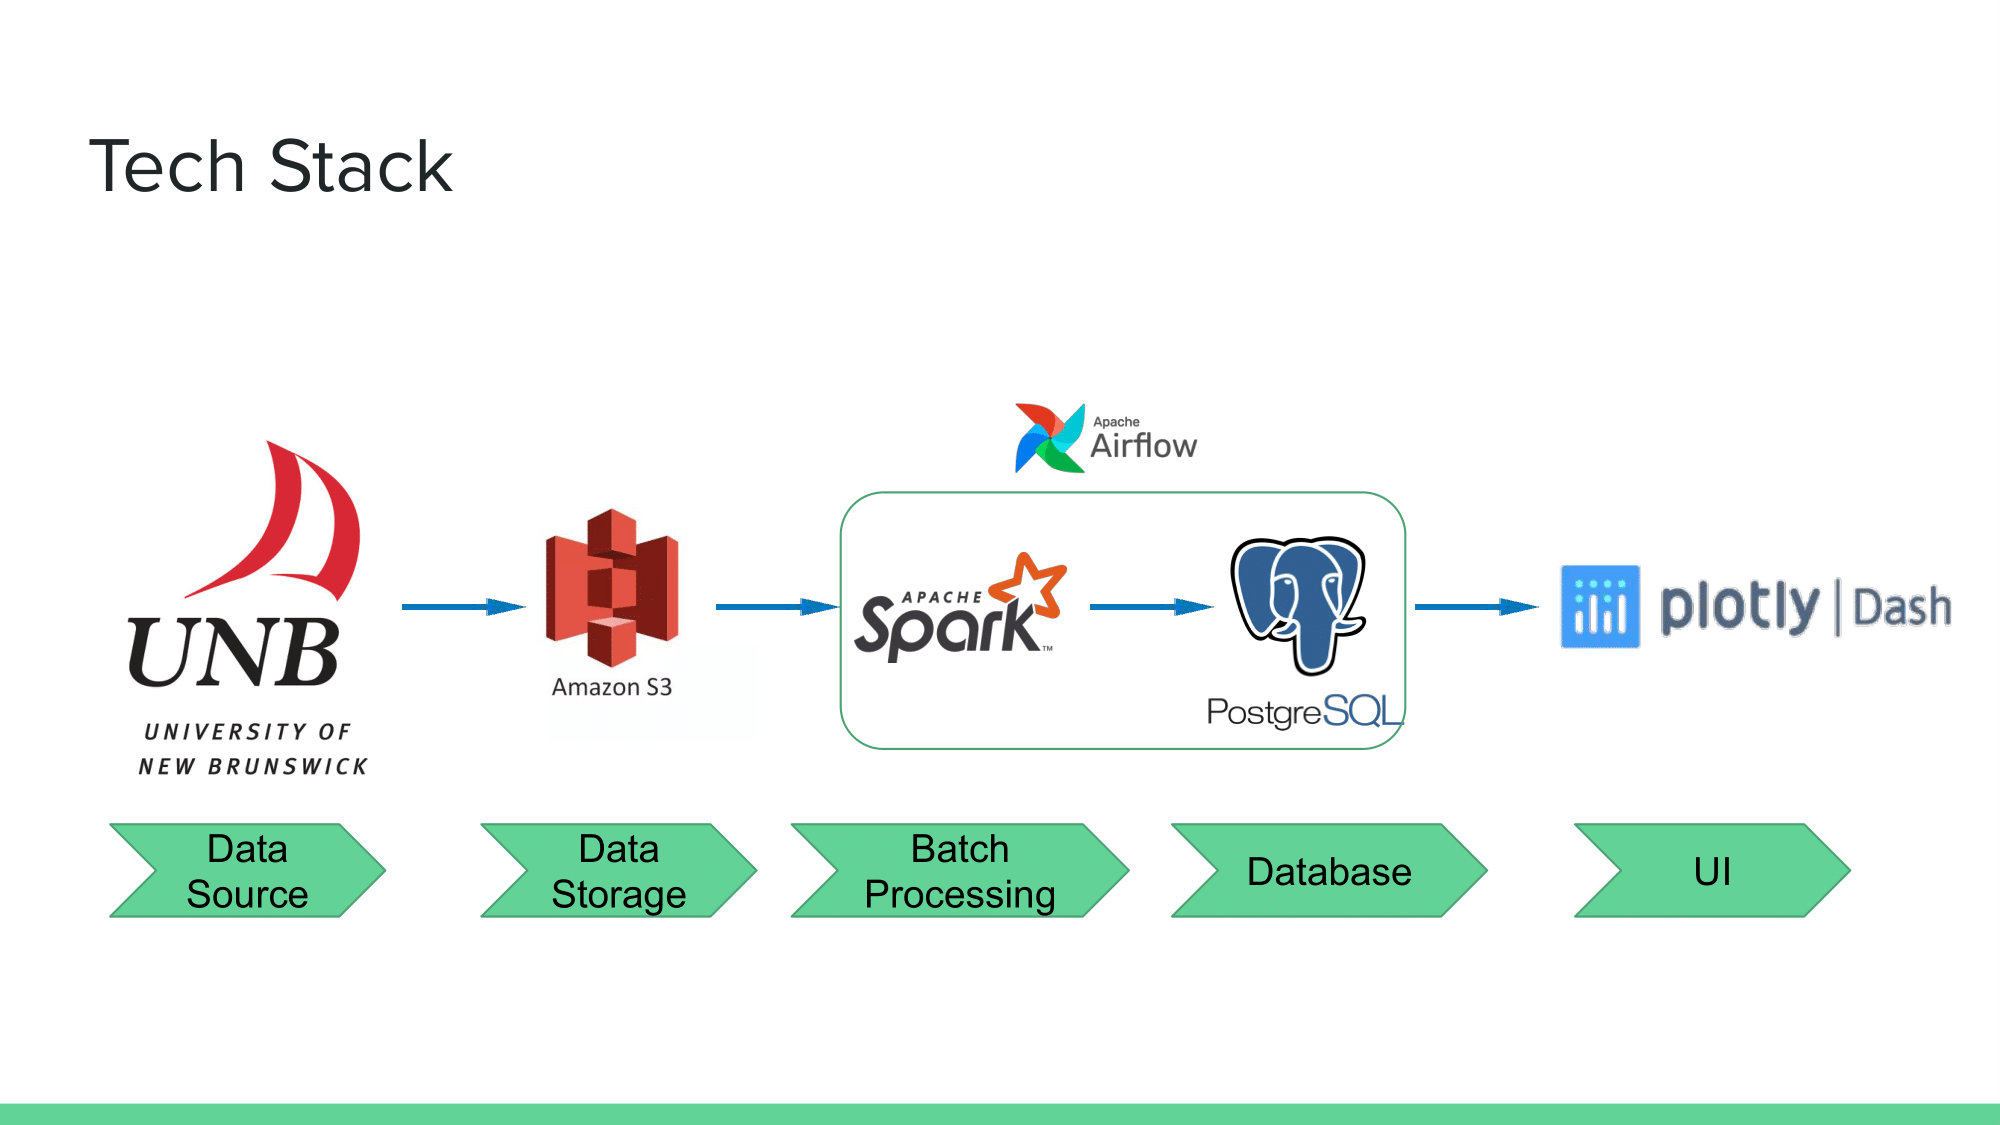 Tech Stack
Apache
Airflow
UNB
UNIVERSITY OF
NEW BRUNSWICK
Amazon S3
APACHE
Spark™
PostgreSQL
plotly | Dash
Data
Source
Data
Storage
Batch
Processing
Database
UI